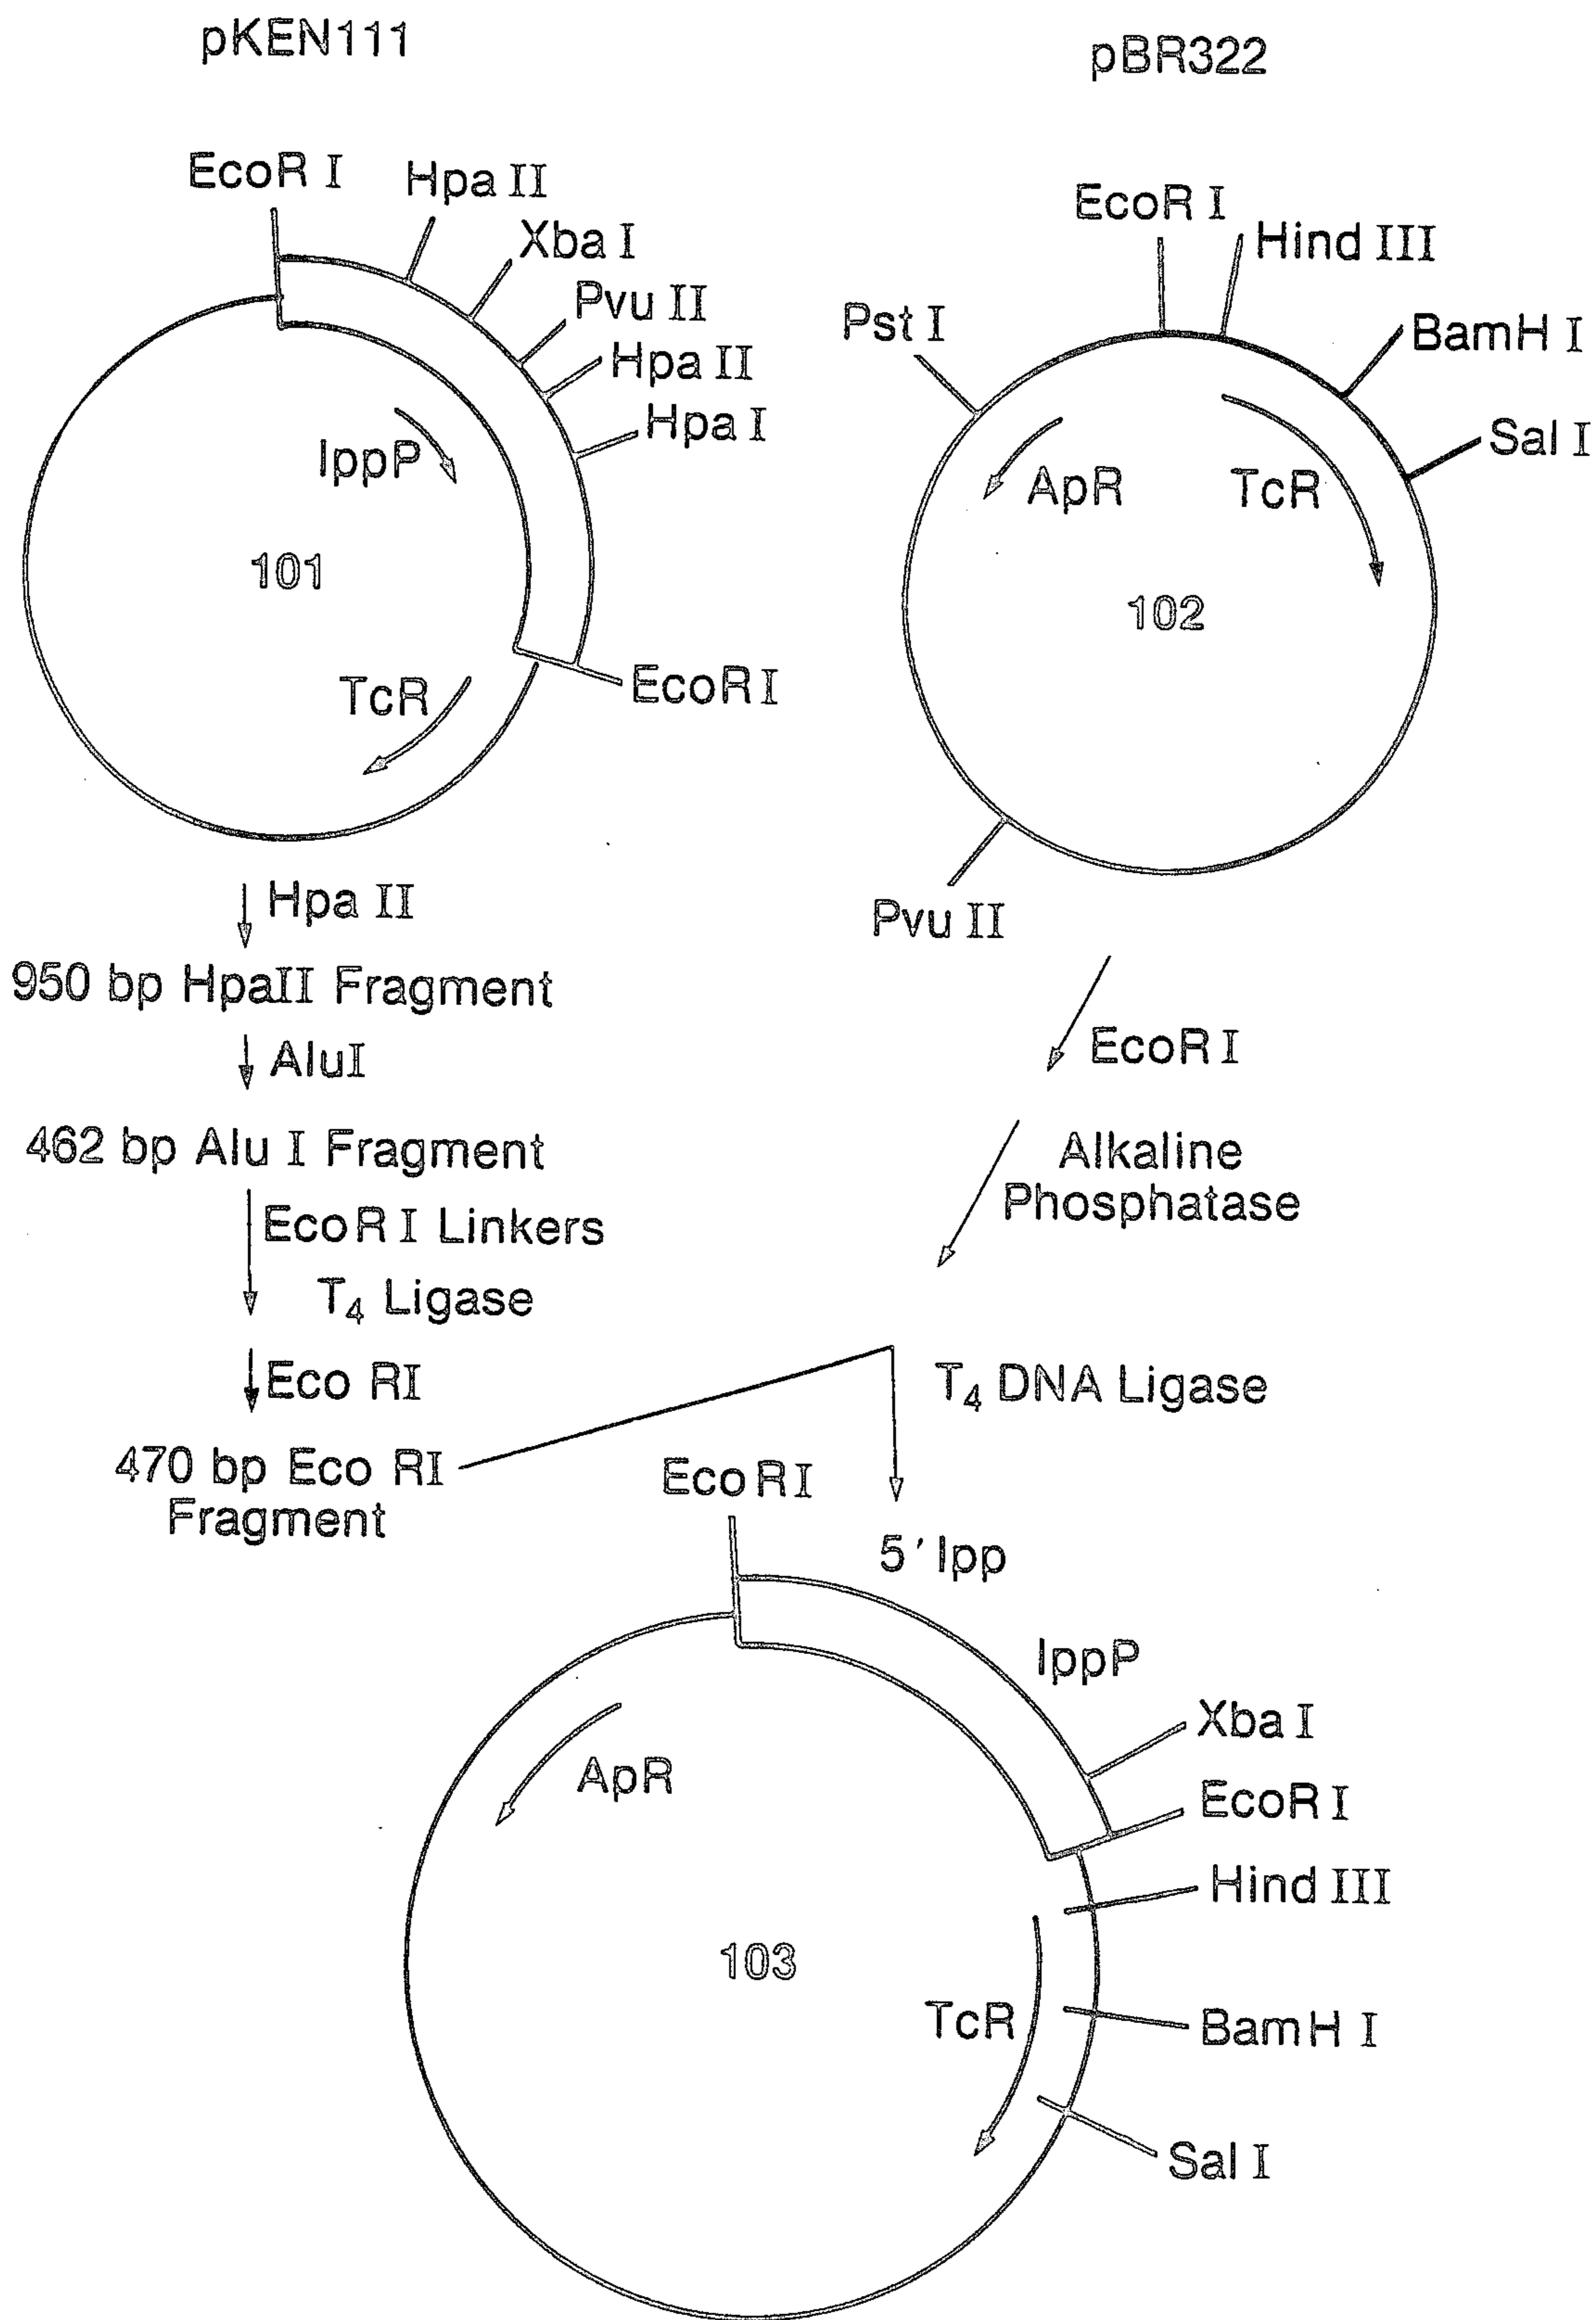 pKEN111
EcoR I
Hpa II
Xba I
Pvu II
Hpa II
Hpa I
lppP
101
TcR
EcoR I
pBR322
EcoR I
Hind III
Pst I
BamH I
Sal I
ApR
TcR
102
Pvu II
Hpa II
950 bp HpaII Fragment
AluI
462 bp Alu I Fragment
EcoR I Linkers
T₄ Ligase
Eco RI
470 bp Eco RI
Fragment
EcoR I
Alkaline
Phosphatase
T₄ DNA Ligase
Eco RI
5' lpp
lppP
Xba I
EcoR I
Hind III
ApR
103
TcR
BamH I
Sal I